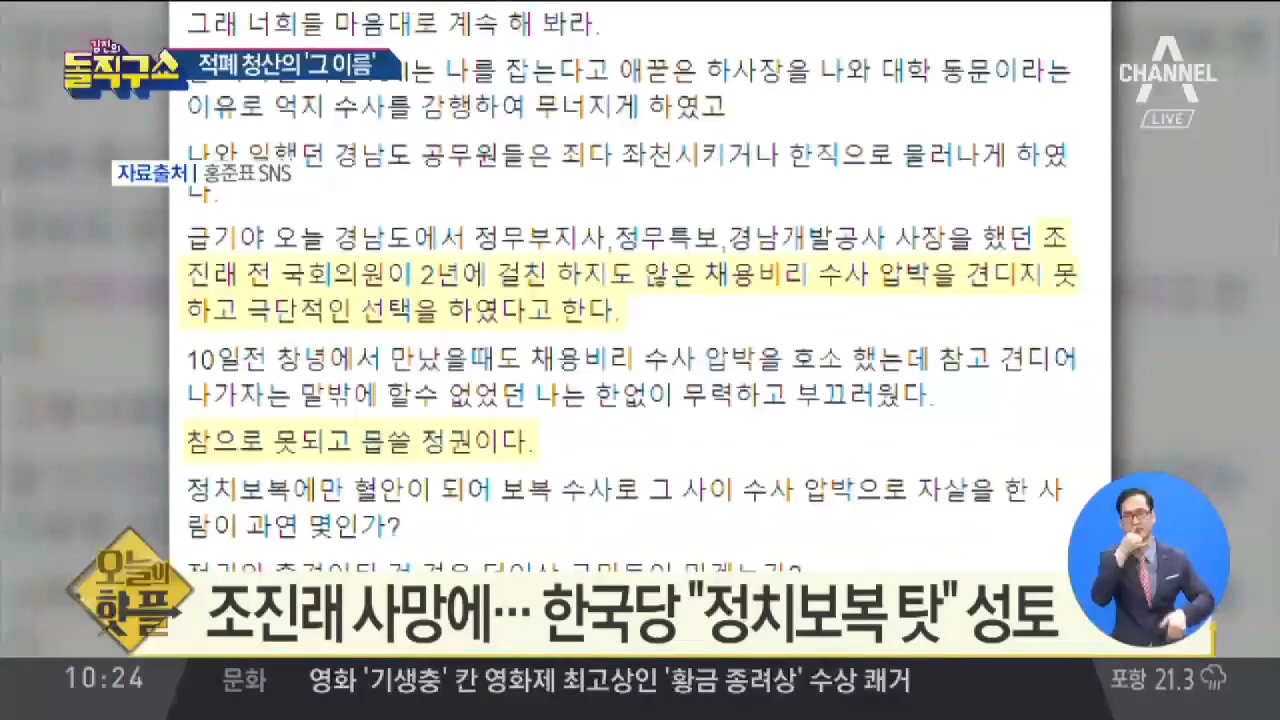 그래 너희들 마음대로 계속 해 봐라.
김진의
돌직구쇼
적폐 청산의 '그 이름'
CHANNEL A
LIVE
는 나를 잡는다고 애꿎은 하사장을 나와 대학 동문이라는
이유로 억지 수사를 감행하여 무너지게 하였고
나와 일했던 경남도 공무원들은 죄다 좌천시키거나 한직으로 물러나게 하였
다.
자료출처 | 홍준표 SNS
급기야 오늘 경남도에서 정무부지사,정무특보,경남개발공사 사장을 했던 조
진래 전 국회의원이 2년에 걸친 하지도 않은 채용비리 수사 압박을 견디지 못
하고 극단적인 선택을 하였다고 한다.
10일전 창녕에서 만났을때도 채용비리 수사 압박을 호소 했는데 참고 견디어
나가자는 말밖에 할수 없었던 나는 한없이 무력하고 부끄러웠다.
참으로 못되고 몹쓸 정권이다.
정치보복에만 혈안이 되어 보복 수사로 그 사이 수사 압박으로 자살을 한 사
람이 과연 몇인가?
오늘의
핫플
조진래 사망에… 한국당 "정치보복 탓" 성토
10:24
문화
영화 '기생충' 칸 영화제 최고상인 '황금 종려상' 수상 쾌거
포항 21.3